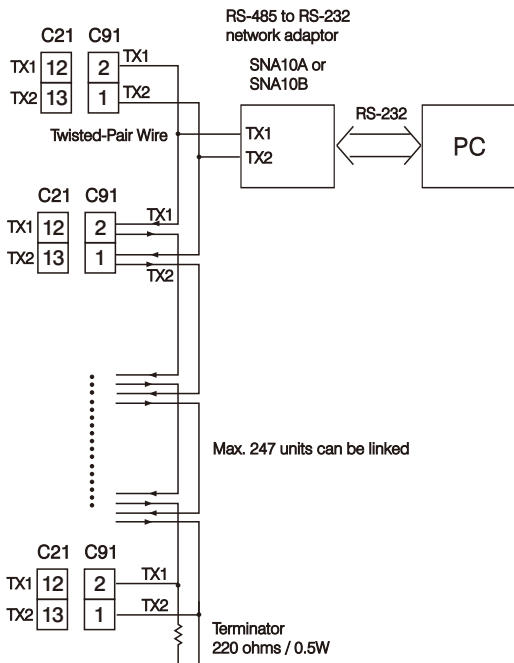 RS-485 to RS-232
network adaptor
SNA10A or
SNA10B
C21 C91
TX1 12 2 TX1
TX2 13 1 TX2
Twisted-Pair Wire
TX1
TX2
RS-232
PC
C21 C91
TX1 12 2 TX1
TX2 13 1 TX2
Max. 247 units can be linked
C21 C91
TX1 12 2 TX1
TX2 13 1 TX2
Terminator
220 ohms / 0.5W